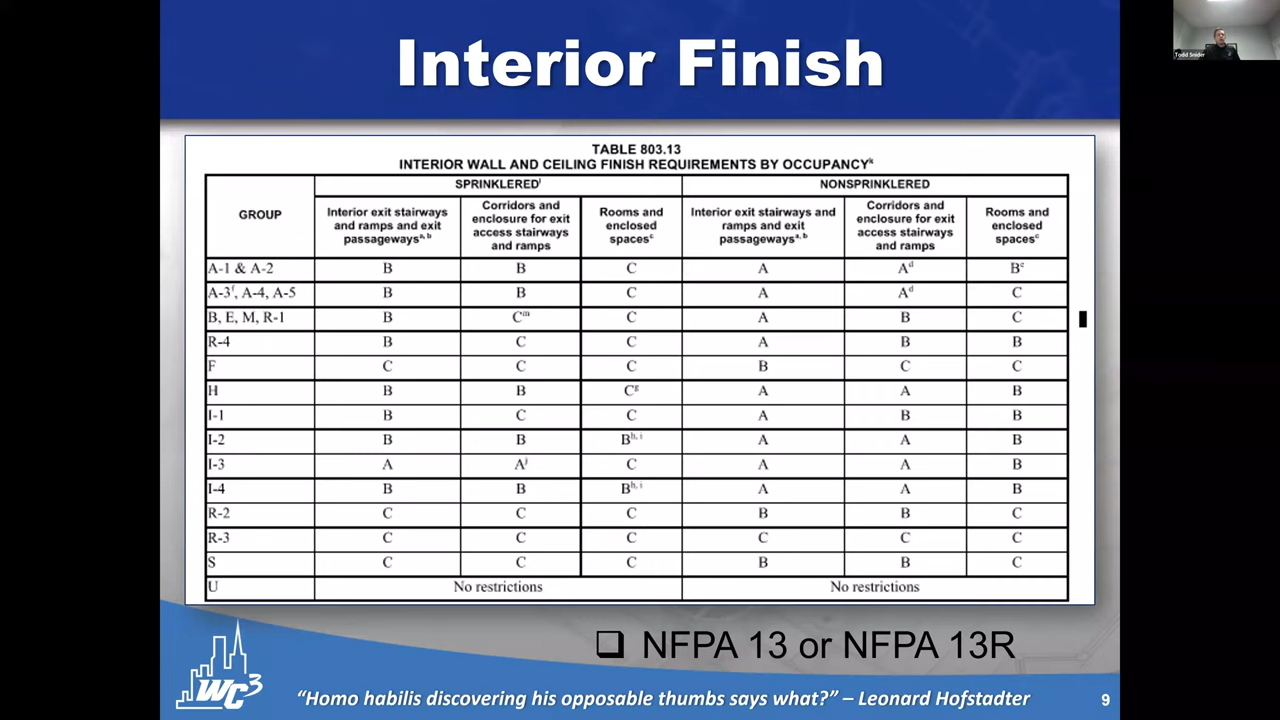 Interior Finish
Todd Snider
TABLE 803.13
INTERIOR WALL AND CEILING FINISH REQUIREMENTS BY OCCUPANCYk
GROUP SPRINKLEREDl NONSPRINKLERED
Interior exit stairways and ramps and exit passagewaysa, b Corridors and enclosure for exit access stairways and ramps Rooms and enclosed spacesc Interior exit stairways and ramps and exit passagewaysa, b Corridors and enclosure for exit access stairways and ramps Rooms and enclosed spacesc
A-1 & A-2 B B C A Ad Be
A-3f, A-4, A-5 B B C A Ad C
B, E, M, R-1 B Cm C A B C
R-4 B C C A B B
F C C C B C C
H B B Cg A A B
I-1 B C C A B B
I-2 B B Bh, i A A B
I-3 A Aj C A A B
I-4 B B Bh, i A A B
R-2 C C C B B C
R-3 C C C C C C
S C C C B B C
U No restrictions No restrictions
❑ NFPA 13 or NFPA 13R
WC3
“Homo habilis discovering his opposable thumbs says what?” – Leonard Hofstadter
9